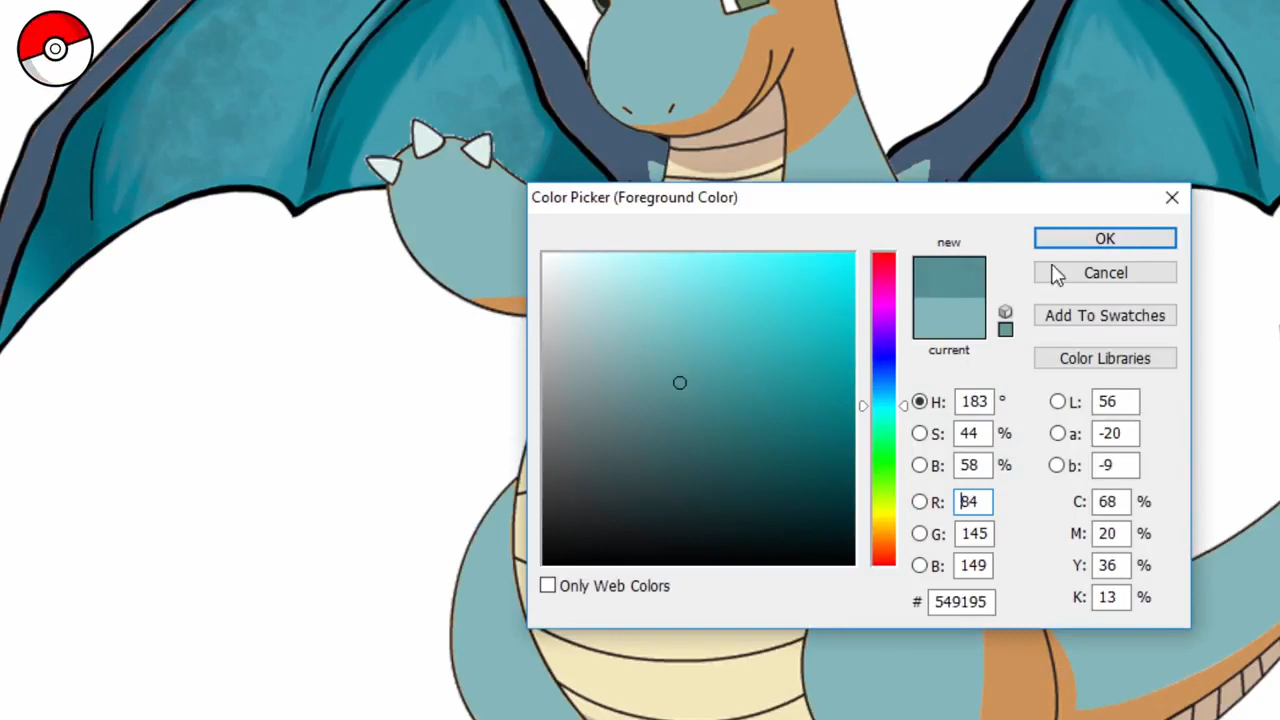 Color Picker (Foreground Color)
new
OK
Cancel
Add To Swatches
current
Color Libraries
H: 183 °
L: 56
S: 44 %
a: -20
B: 58 %
b: -9
R: 84
C: 68 %
G: 145
M: 20 %
B: 149
Y: 36 %
Only Web Colors
# 549195
K: 13 %